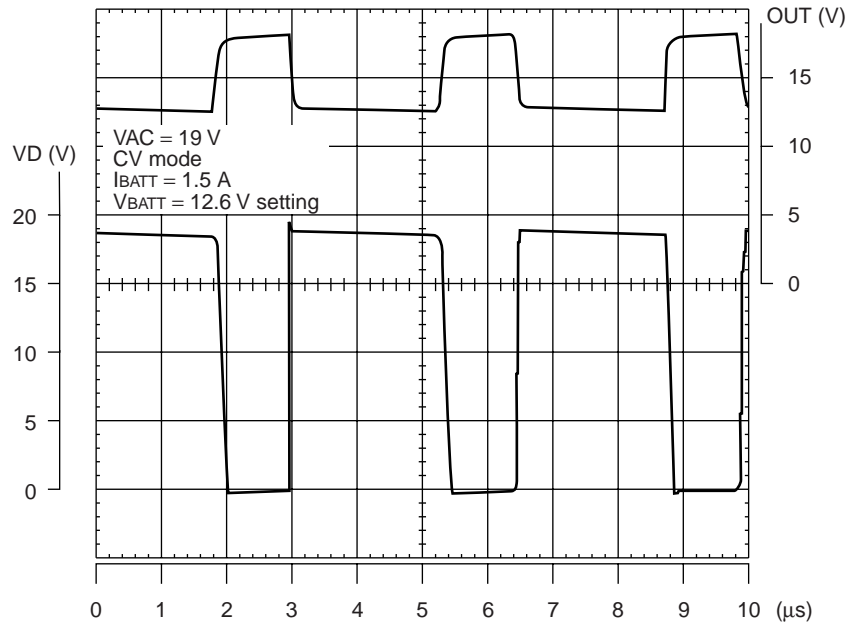 OUT (V)
15
10
5
0
VAC = 19 V
CV mode
IBATT = 1.5 A
VBATT = 12.6 V setting
VD (V)
20
15
10
5
0
0 1 2 3 4 5 6 7 8 9 10 (μs)